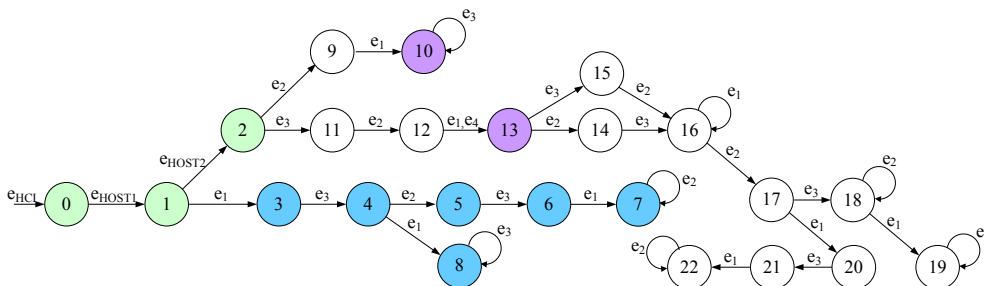 e3
9 e1 10
e2 15 e1
e3 e2
2 e3 11 e2 12 e1,e4 13 e2 14 e3 16
eHOST2 e2 e2
eHCI 0 eHOST1 1 e1 3 e3 4 e2 5 e3 6 e1 7 e2 17 e3 18
e1 e3 e1 e1 e
8 e2 22 e1 21 e3 20 19